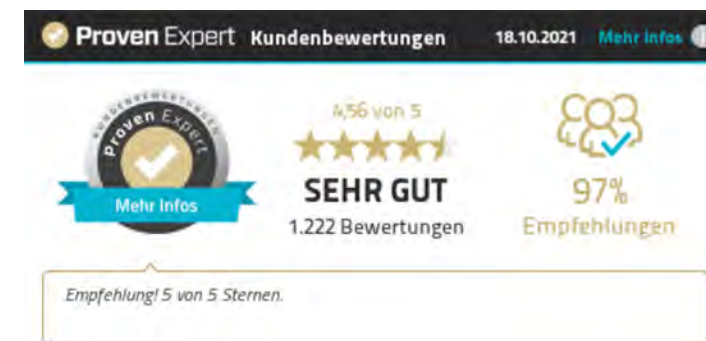 Proven Expert Kundenbewertungen 18.10.2021 Mehr Infos
KUNDENBEWERTUNGEN
Proven Expert
Mehr Infos
4,56 von 5
SEHR GUT
1.222 Bewertungen
97%
Empfehlungen
Empfehlung! 5 von 5 Sternen.